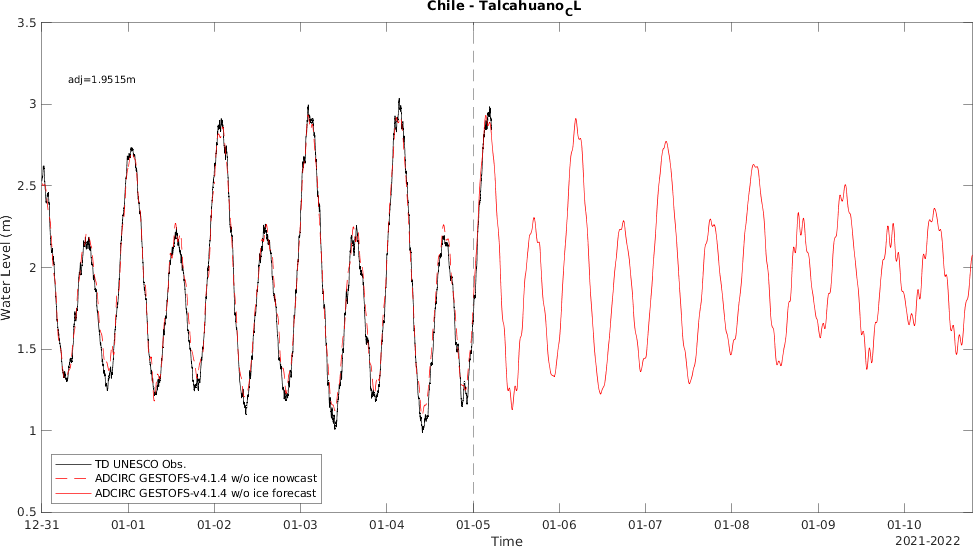 Chile - Talcahuano_CL
3.5
adj=1.9515m
3
2.5
2
1.5
1
0.5
Water Level (m)
TD UNESCO Obs.
ADCIRC GESTOFS-v4.1.4 w/o ice nowcast
ADCIRC GESTOFS-v4.1.4 w/o ice forecast
12-31 01-01 01-02 01-03 01-04 01-05 01-06 01-07 01-08 01-09 01-10
Time
2021-2022